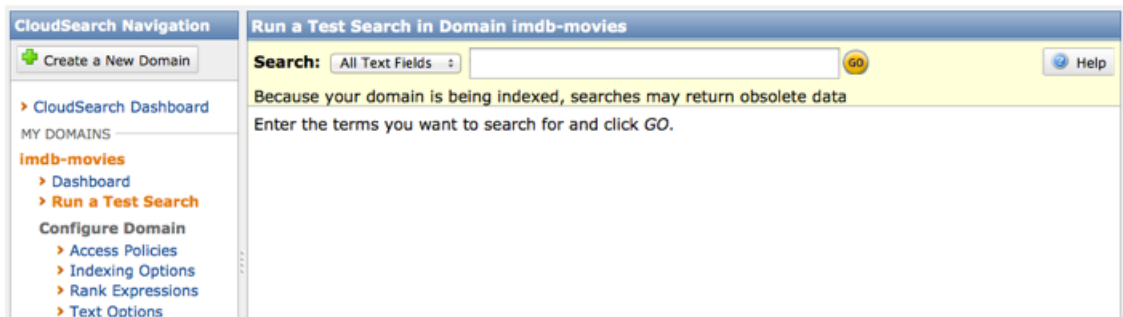 CloudSearch Navigation
Create a New Domain
CloudSearch Dashboard
MY DOMAINS
imdb-movies
Dashboard
Run a Test Search
Configure Domain
Access Policies
Indexing Options
Rank Expressions
Text Options
Run a Test Search in Domain imdb-movies
Search: All Text Fields GO Help
Because your domain is being indexed, searches may return obsolete data
Enter the terms you want to search for and click GO.